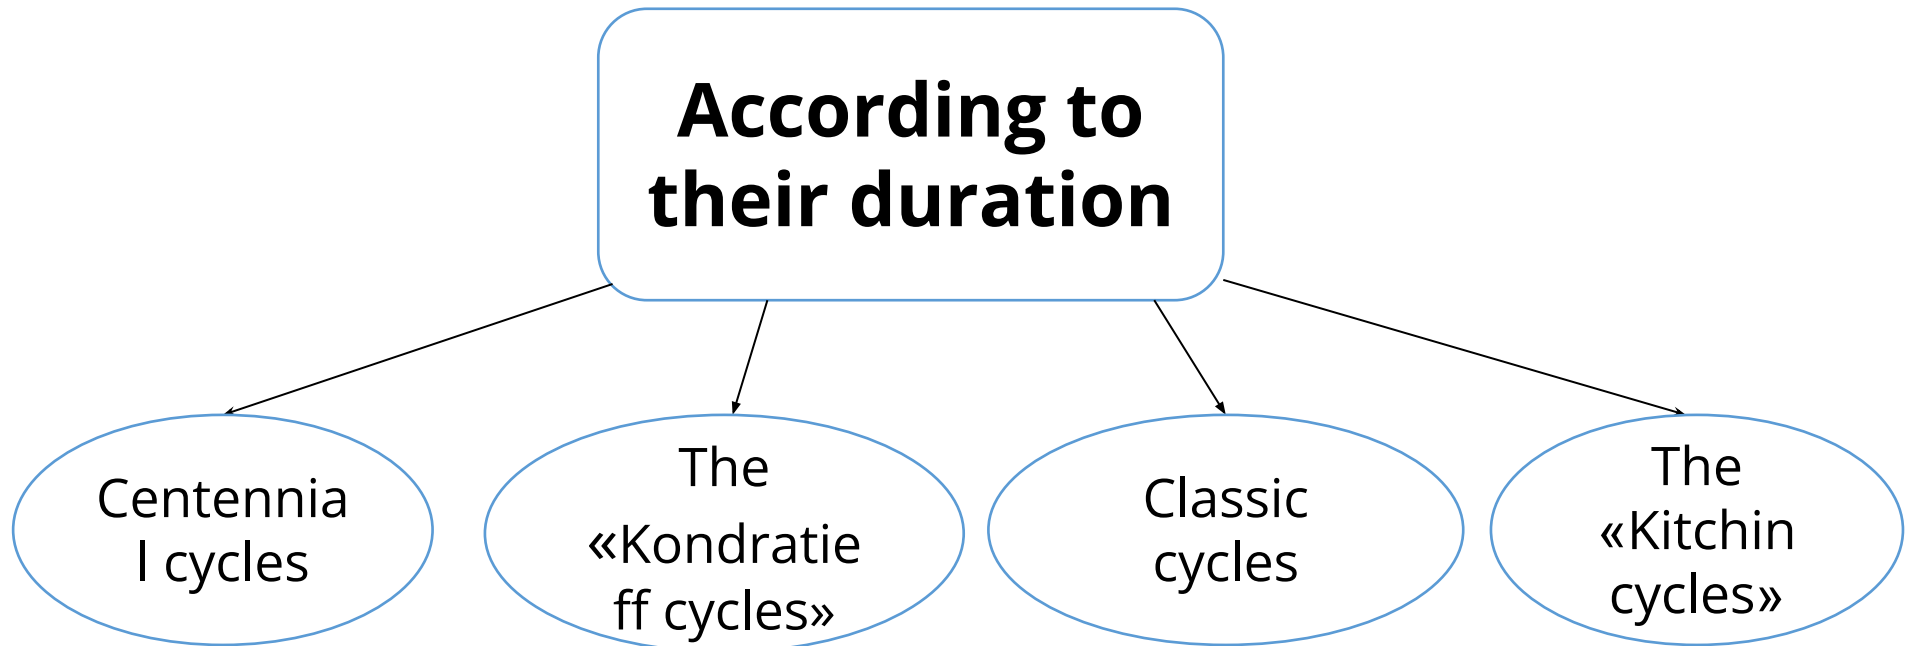 According to
their duration
Centennia
l cycles
The
«Kondratie
ff cycles»
Classic
cycles
The
«Kitchin
cycles»